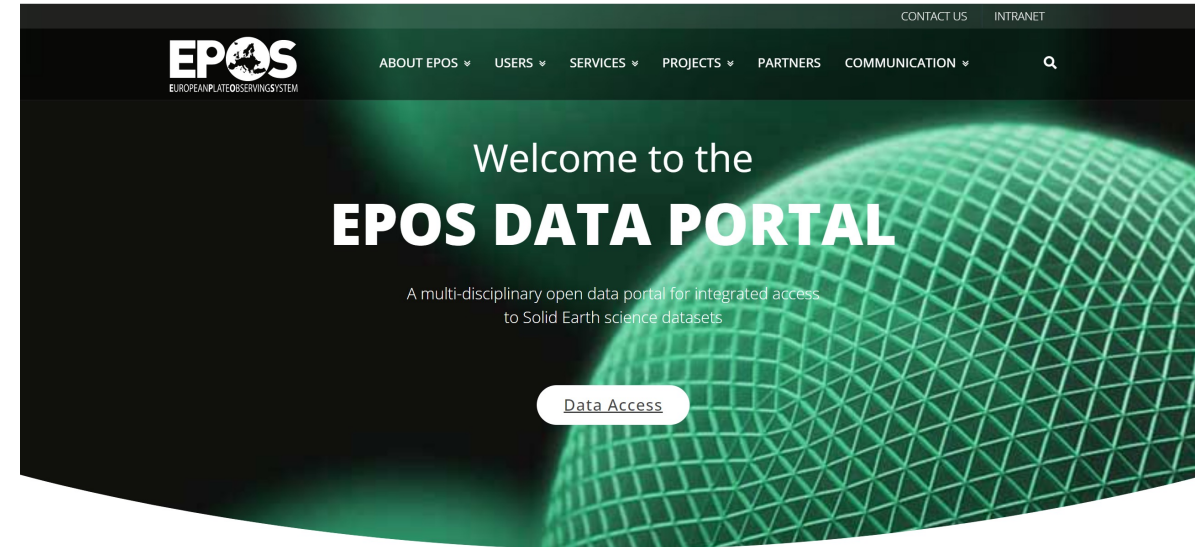 CONTACT US INTRANET
EPOS
EUROPEANPLATEOBSERVINGSYSTEM
ABOUT EPOS USERS SERVICES PROJECTS PARTNERS COMMUNICATION
Welcome to the
EPOS DATA PORTAL
A multi-disciplinary open data portal for integrated access
to Solid Earth science datasets
Data Access